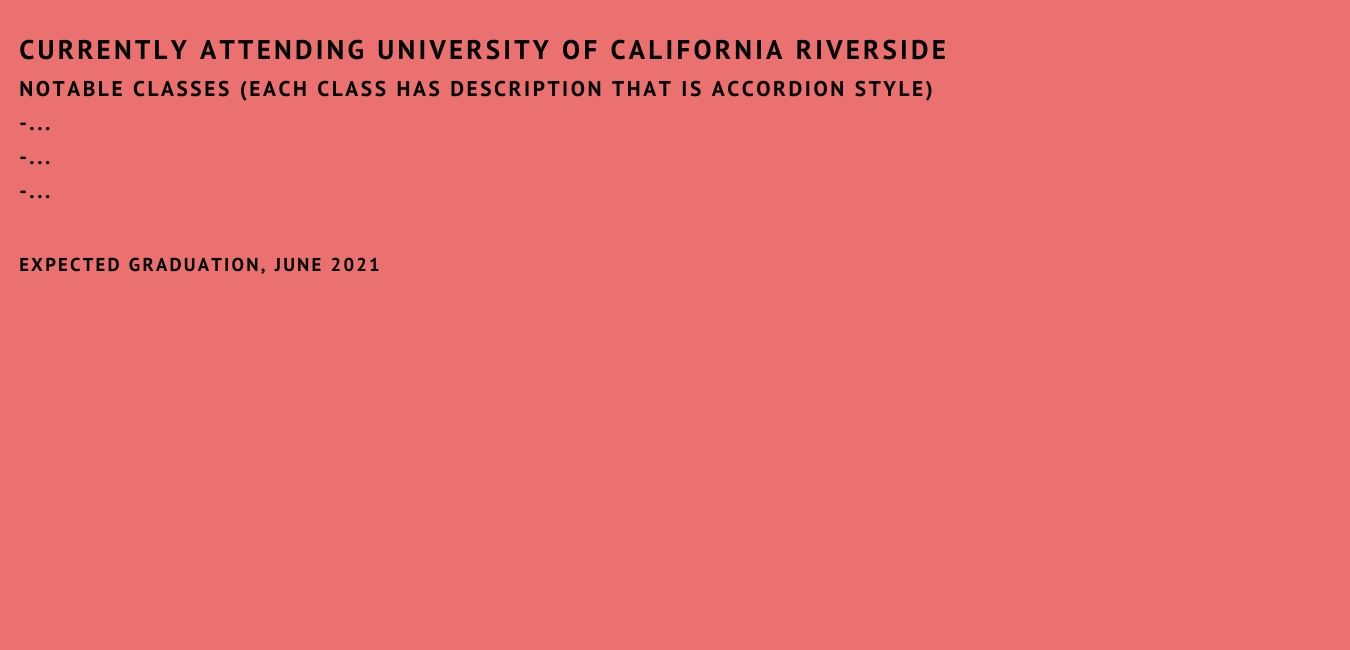 CURRENTLY ATTENDING UNIVERSITY OF CALIFORNIA RIVERSIDE
NOTABLE CLASSES (EACH CLASS HAS DESCRIPTION THAT IS ACCORDION STYLE)
-...
-...
-...
EXPECTED GRADUATION, JUNE 2021